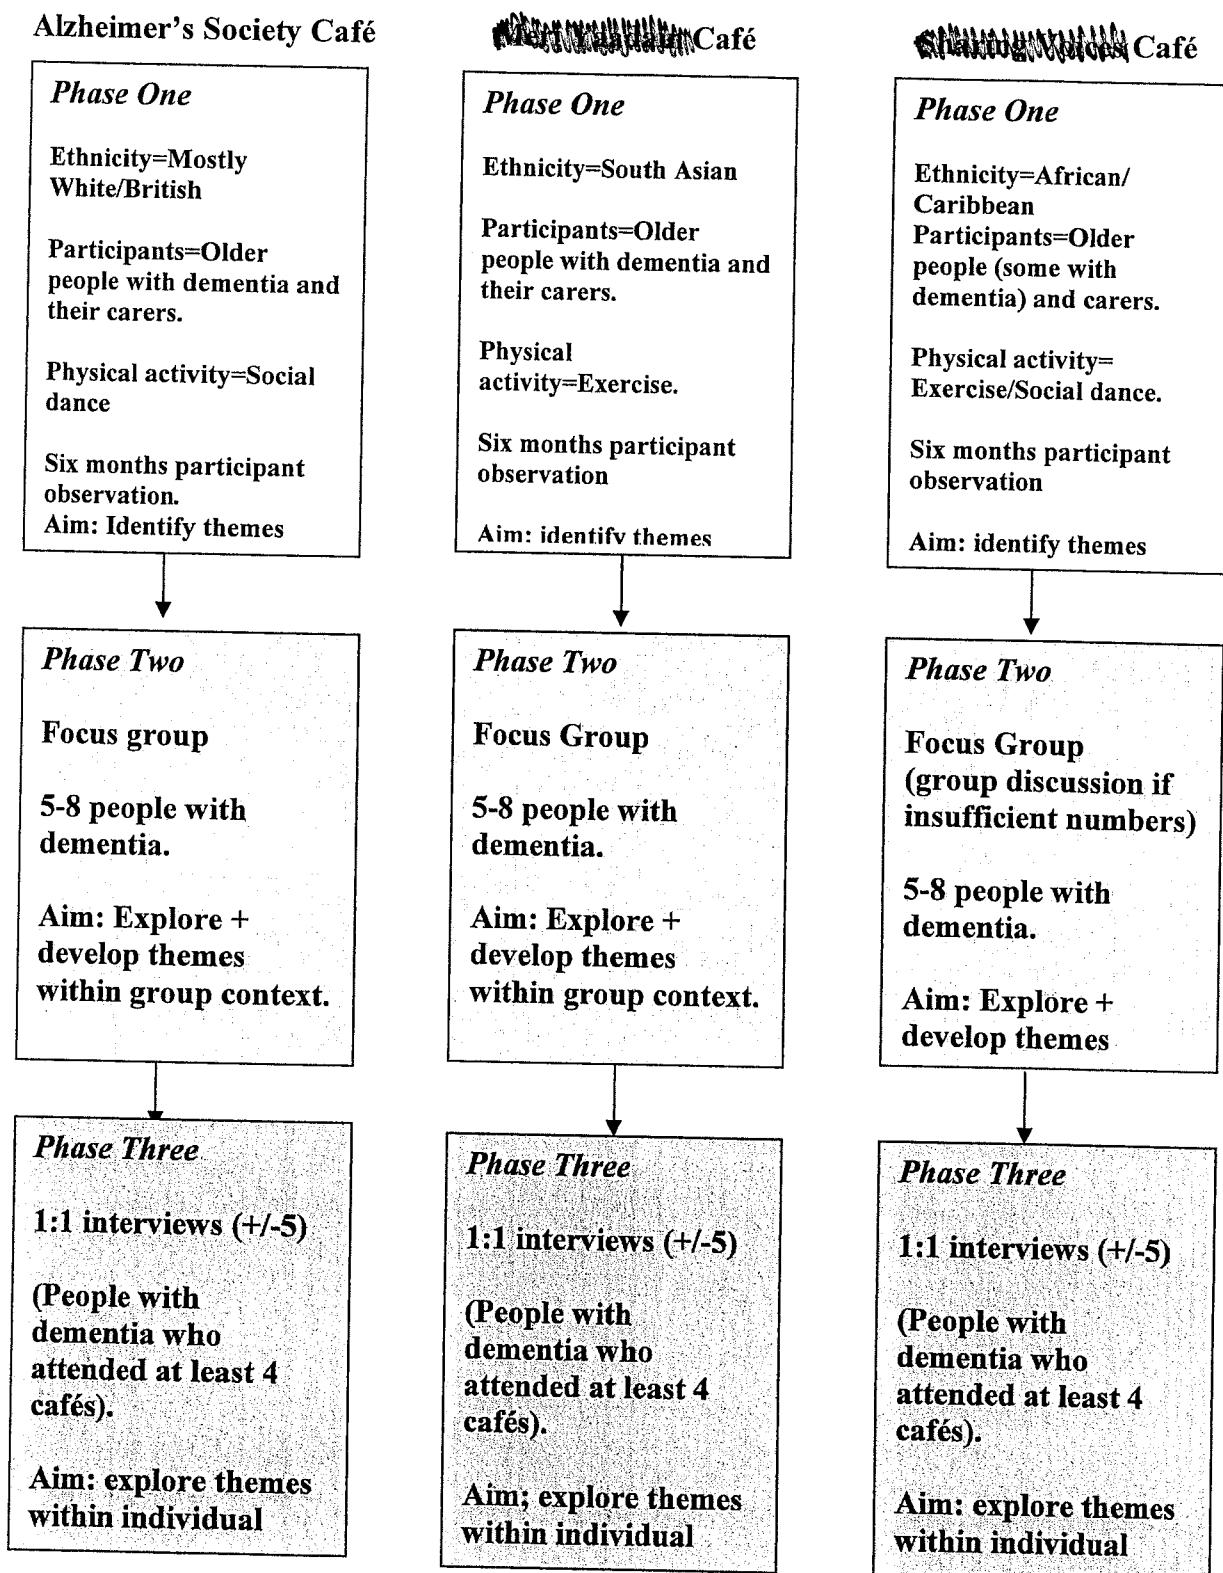 Alzheimer's Society Café
Café
Café
Phase One
Ethnicity=Mostly
White/British
Participants=Older
people with dementia and
their carers.
Physical activity=Social
dance
Six months participant
observation.
Aim: Identify themes
Phase One
Ethnicity=South Asian
Participants=Older
people with dementia and
their carers.
Physical
activity=Exercise.
Six months participant
observation
Aim: identify themes
Phase One
Ethnicity=African/
Caribbean
Participants=Older
people (some with
dementia) and carers.
Physical activity=
Exercise/Social dance.
Six months participant
observation
Aim: identify themes
Phase Two
Focus group
5-8 people with
dementia.
Aim: Explore +
develop themes
within group context.
Phase Two
Focus Group
5-8 people with
dementia.
Aim: Explore +
develop themes
within group context.
Phase Two
Focus Group
(group discussion if
insufficient numbers)
5-8 people with
dementia.
Aim: Explore +
develop themes
Phase Three
1:1 interviews (+/-5)
(People with
dementia who
attended at least 4
cafés).
Aim: explore themes
within individual
Phase Three
1:1 interviews (+/-5)
(People with
dementia who
attended at least 4
cafés).
Aim; explore themes
within individual
Phase Three
1:1 interviews (+/-5)
(People with
dementia who
attended at least 4
cafés).
Aim: explore themes
within individual